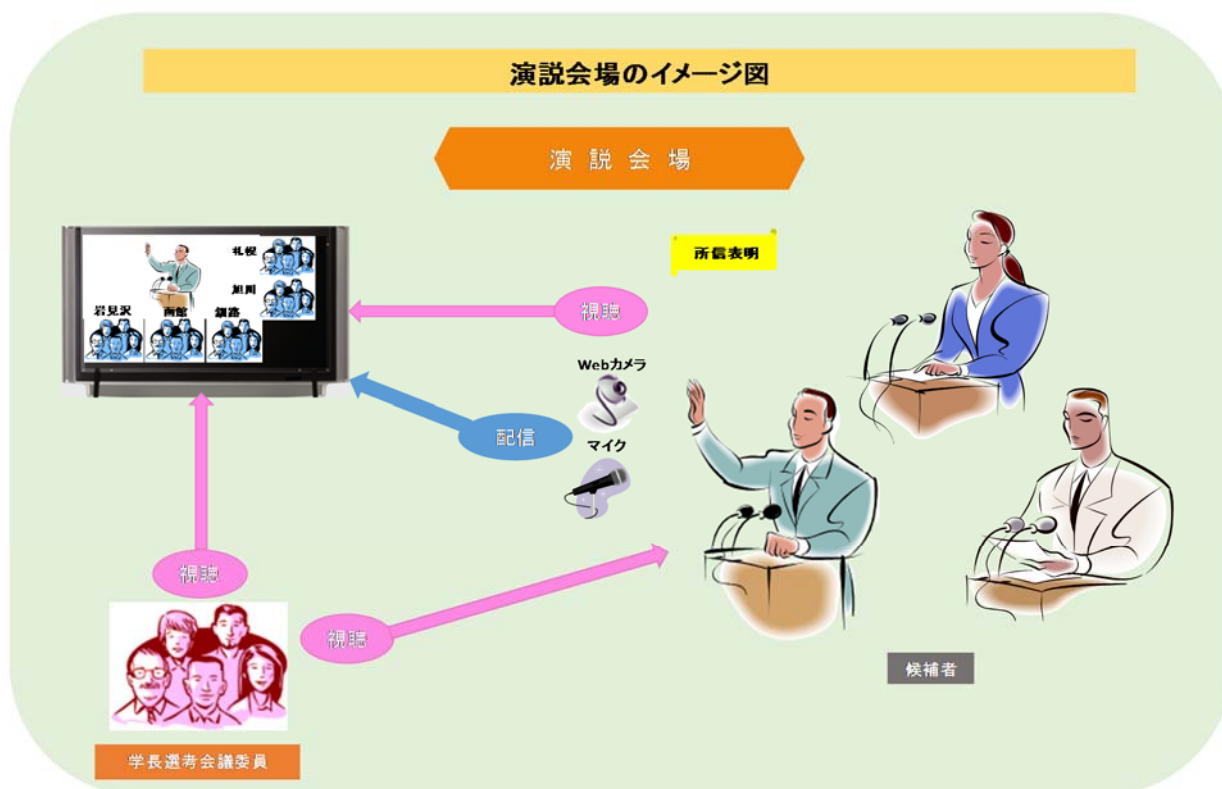 演説会場のイメージ図
演説会場
札幌
旭川
岩見沢 函館 釧路
所信表明
視聴
Webカメラ
配信
マイク
視聴
視聴
候補者
学長選考会議委員